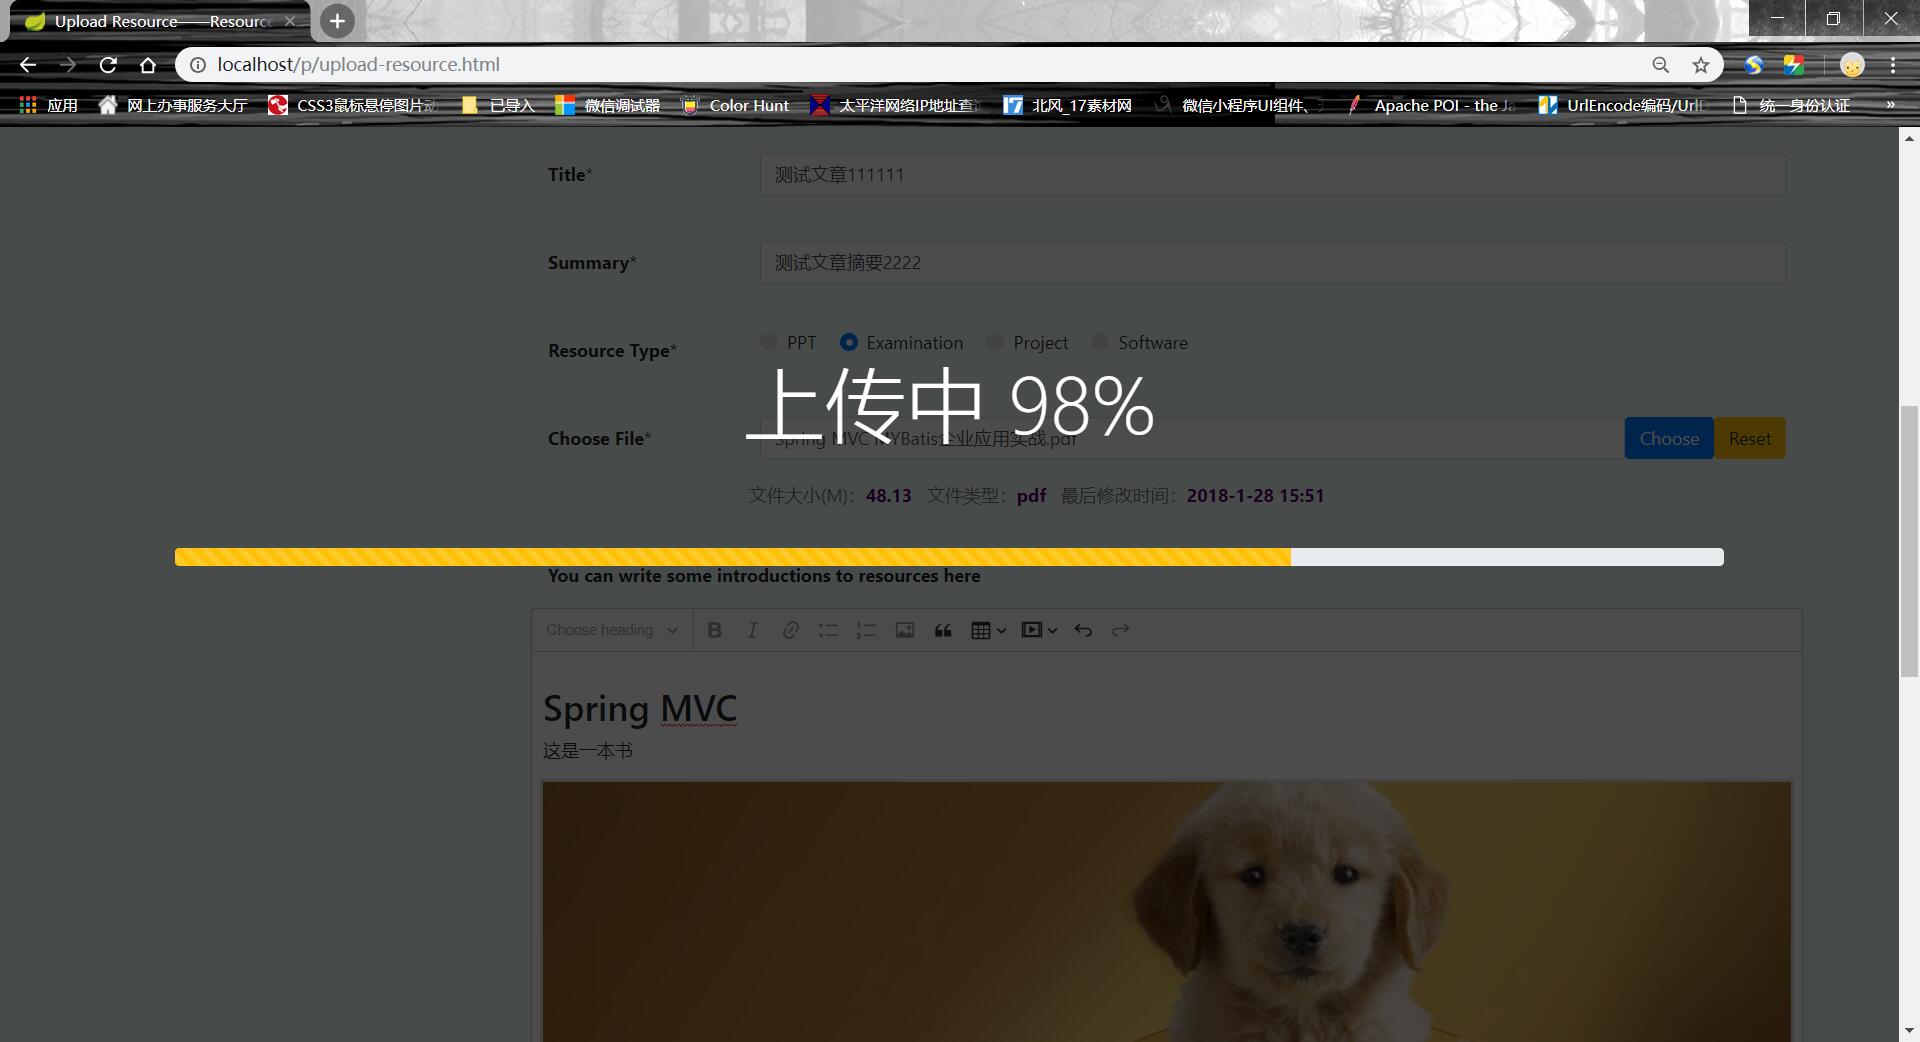 Upload Resource——Resource
localhost/p/upload-resource.html
应用 网上办事服务大厅 CSS3鼠标悬停图片动 已导入 微信调试器 Color Hunt 太平洋网络IP地址查 北风_17素材网 微信小程序UI组件、 Apache POI - the Ja UrlEncode编码/UrlD 统一身份认证 »
Title* 测试文章111111
Summary* 测试文章摘要2222
Resource Type* PPT Examination Project Software
上传中 98%
Choose File* Spring MVC MYBatis企业应用实战.pdf Choose Reset
文件大小(M)：48.13 文件类型：pdf 最后修改时间：2018-1-28 15:51
You can write some introductions to resources here
Choose heading B I
Spring MVC
这是一本书